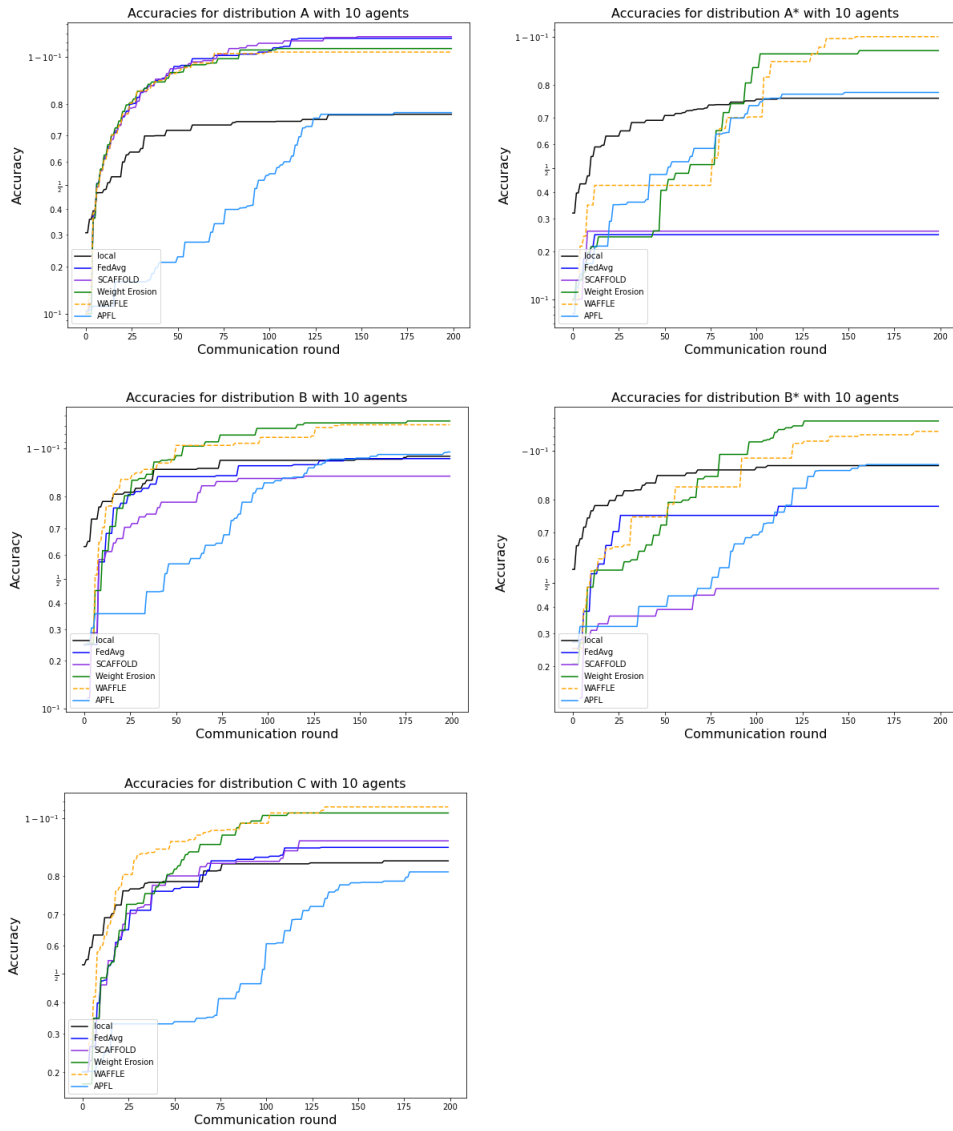 Accuracies for distribution A with 10 agents
1 − 10⁻¹
0.8
0.7
0.6
½
0.4
0.3
0.2
10⁻¹
Accuracy
local
FedAvg
SCAFFOLD
Weight Erosion
WAFFLE
APFL
0 25 50 75 100 125 150 175 200
Communication round
Accuracies for distribution A* with 10 agents
1 − 10⁻¹
0.8
0.7
0.6
½
0.4
0.3
0.2
10⁻¹
Accuracy
local
FedAvg
SCAFFOLD
Weight Erosion
WAFFLE
APFL
0 25 50 75 100 125 150 175 200
Communication round
Accuracies for distribution B with 10 agents
1 − 10⁻¹
0.8
0.7
0.6
½
0.4
0.3
0.2
10⁻¹
Accuracy
local
FedAvg
SCAFFOLD
Weight Erosion
WAFFLE
APFL
0 25 50 75 100 125 150 175 200
Communication round
Accuracies for distribution B* with 10 agents
− 10⁻¹
0.8
0.7
0.6
½
0.4
0.3
0.2
Accuracy
local
FedAvg
SCAFFOLD
Weight Erosion
WAFFLE
APFL
0 25 50 75 100 125 150 175 200
Communication round
Accuracies for distribution C with 10 agents
1 − 10⁻¹
0.8
0.7
0.6
½
0.4
0.3
0.2
Accuracy
local
FedAvg
SCAFFOLD
Weight Erosion
WAFFLE
APFL
0 25 50 75 100 125 150 175 200
Communication round